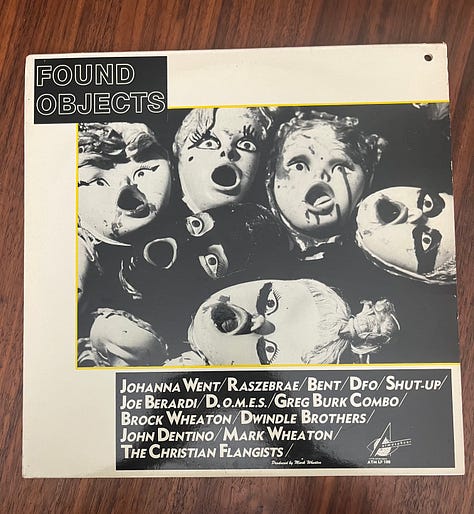 FOUND
OBJECTS
JOHANNA WENT/RASZEBRAE/BENT/DFO/SHUT-UP/
JOE BERARDI/D.O.M.E.S./GREG BURK COMBO/
BROCK WHEATON/DWINDLE BROTHERS/
JOHN DENTINO/MARK WHEATON/
THE CHRISTIAN FLANGISTS/
Produced by Mark Wheaton
ATM LP 100